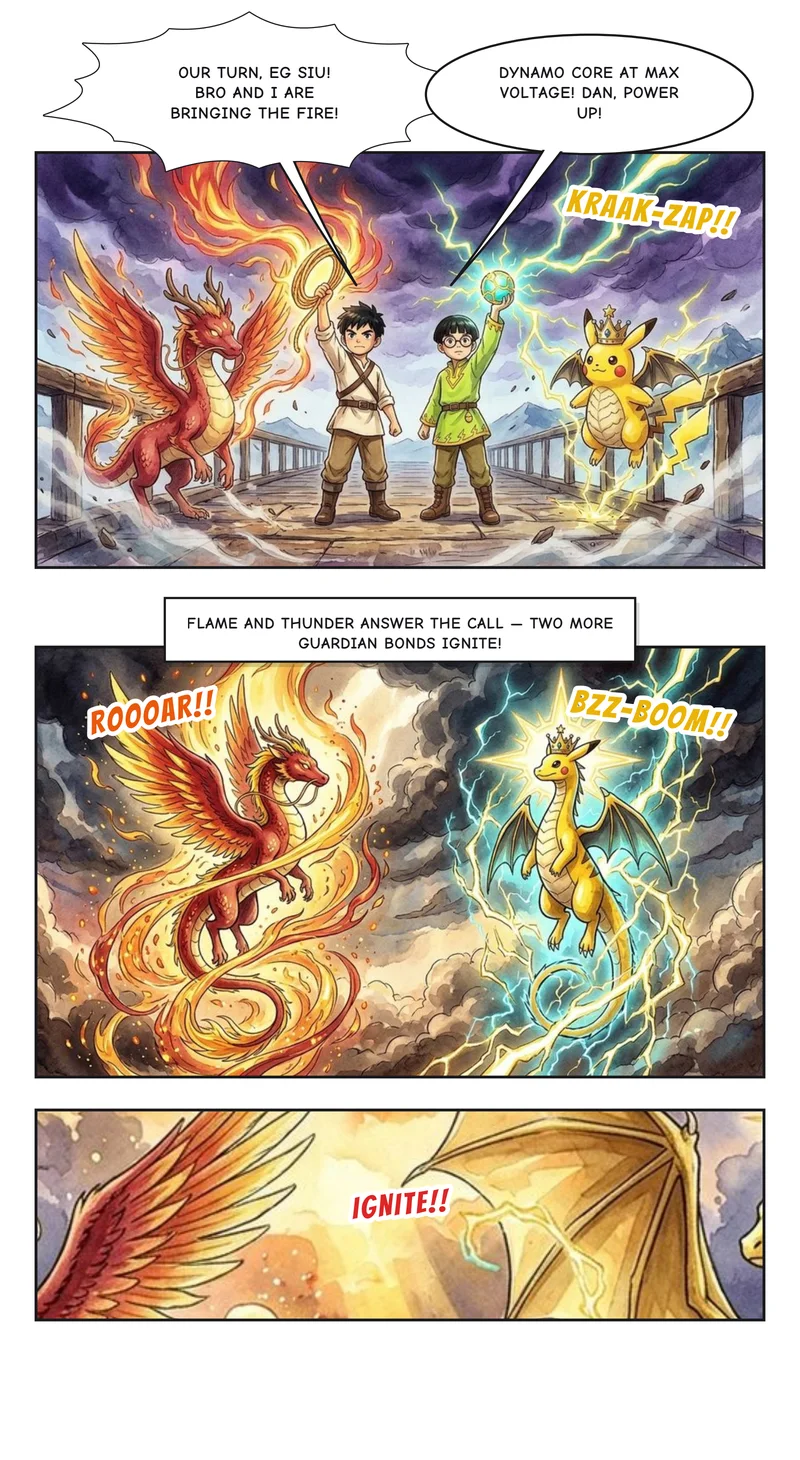 OUR TURN, EG SIU!
BRO AND I ARE
BRINGING THE FIRE!
DYNAMO CORE AT MAX
VOLTAGE! DAN, POWER
UP!
KRAAK-ZAP!!
FLAME AND THUNDER ANSWER THE CALL — TWO MORE
GUARDIAN BONDS IGNITE!
ROOOAR!!
BZZ-BOOM!!
IGNITE!!